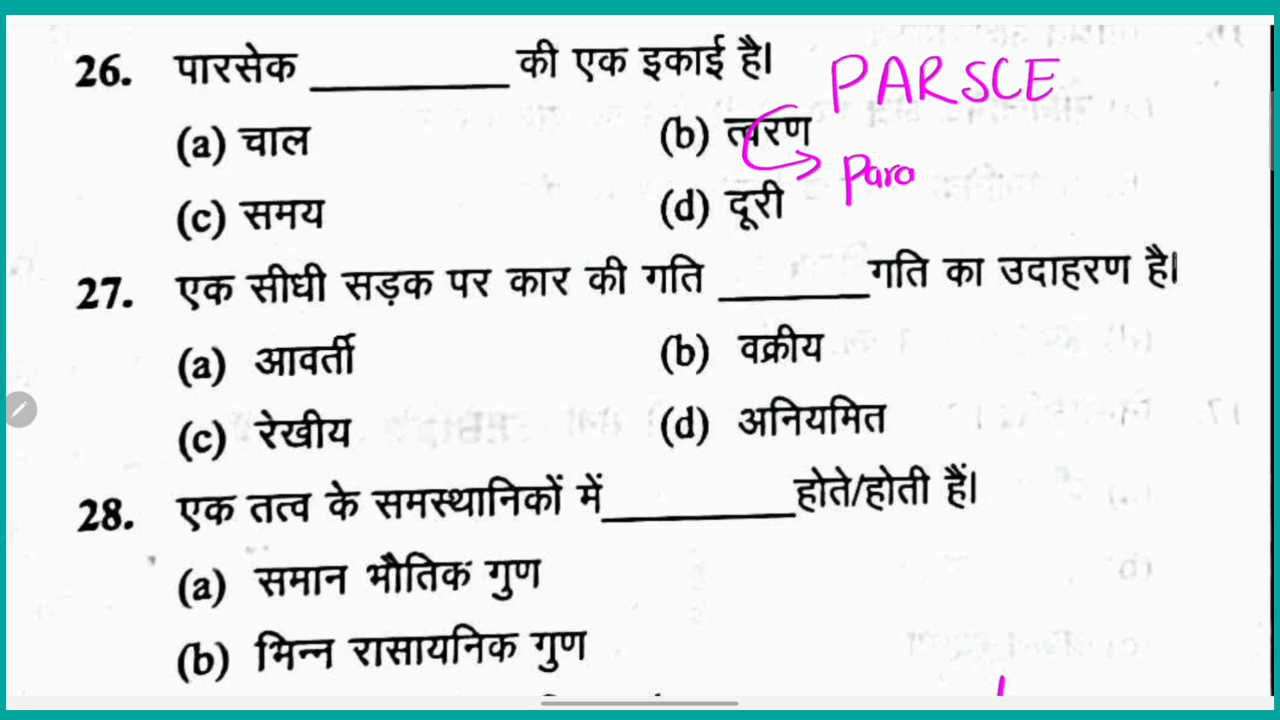 26. पारसेक __________ की एक इकाई है।
PARSCE
(a) चाल (b) त्वरण
Para
(c) समय (d) दूरी
27. एक सीधी सड़क पर कार की गति ________ गति का उदाहरण है।
(a) आवर्ती (b) वक्रीय
(c) रेखीय (d) अनियमित
28. एक तत्व के समस्थानिकों में __________ होते/होती हैं।
(a) समान भौतिक गुण
(b) भिन्न रासायनिक गुण